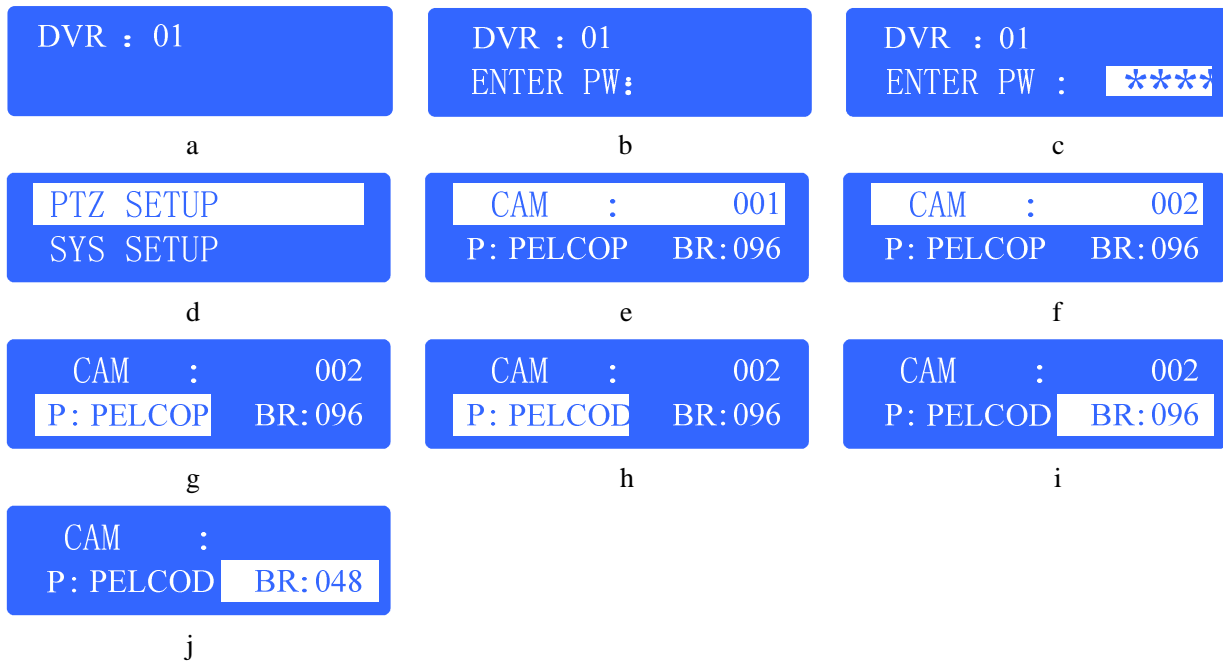 DVR : 01
a
DVR : 01
ENTER PW:
b
DVR : 01
ENTER PW : ****
c
PTZ SETUP
SYS SETUP
d
CAM : 001
P: PELCOP BR: 096
e
CAM : 002
P: PELCOP BR: 096
f
CAM : 002
P: PELCOP BR: 096
g
CAM : 002
P: PELCOD BR: 096
h
CAM : 002
P: PELCOD BR: 096
i
CAM :
P: PELCOD BR: 048
j